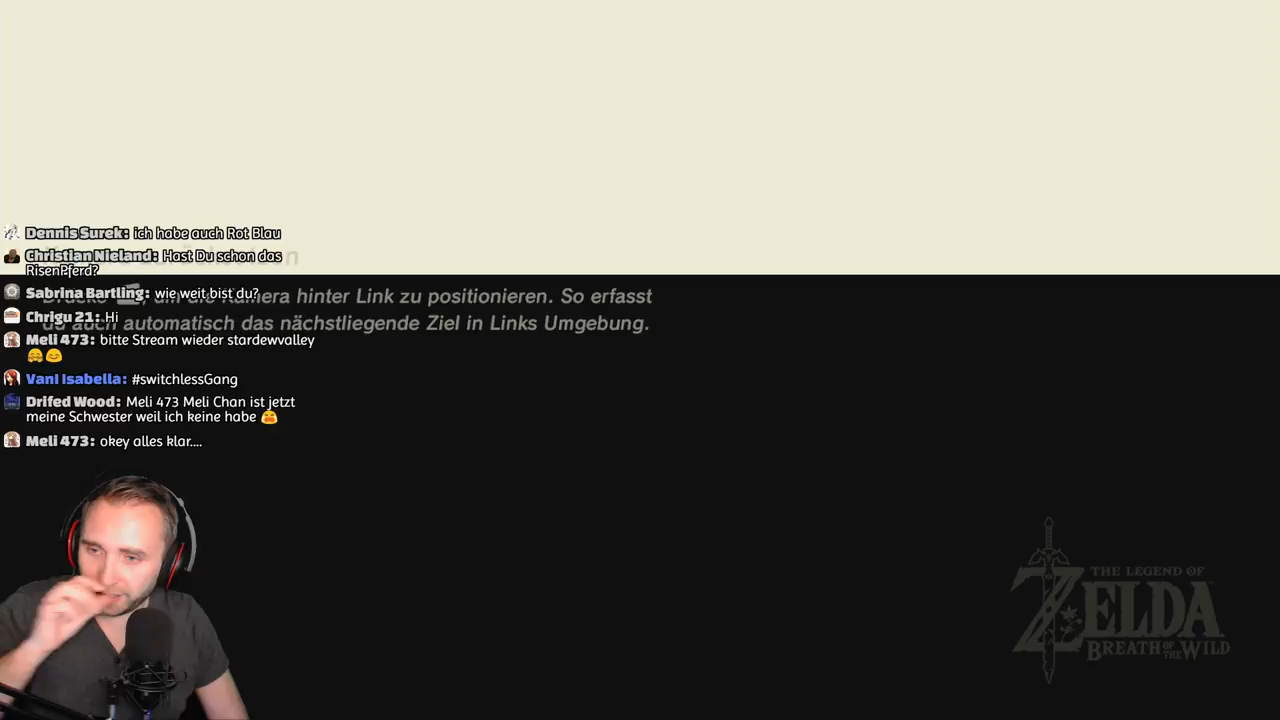 Dennis Surek: ich habe auch Rot Blau
Christian Nieland: Hast Du schon das
RisenPferd?
Sabrina Bartling: wie weit bist du?
hinter Link zu positionieren. So erfasst
Chrigu 21: Hi
automatisch das nächstliegende Ziel in Links Umgebung.
Meli 473: bitte Stream wieder stardewvalley
🤗😊
Vani Isabella: #switchlessGang
Drifed Wood: Meli 473 Meli Chan ist jetzt
meine Schwester weil ich keine habe 😫
Meli 473: okey alles klar....
THE LEGEND OF
ZELDA
BREATH OF THE WILD